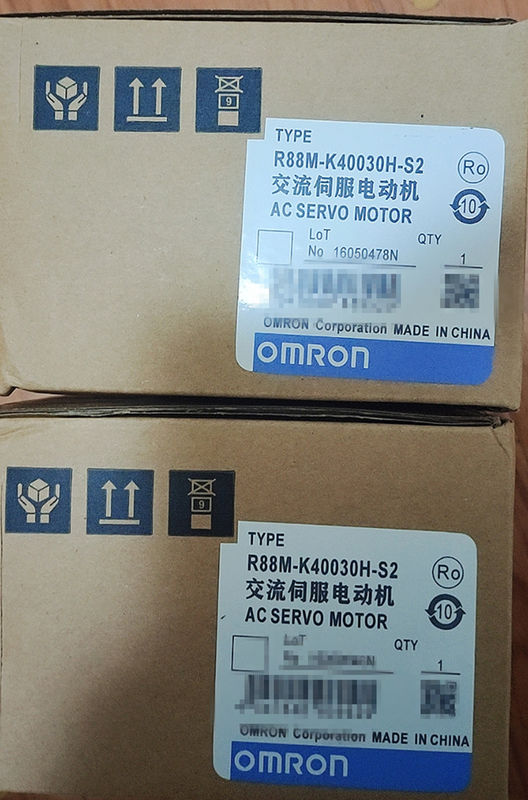 9
TYPE
R88M-K40030H-S2
Ro
交流伺服电动机
10
AC SERVO MOTOR
LoT
QTY
No 16050478N
1
OMRON Corporation MADE IN CHINA
OMRON
9
TYPE
R88M-K40030H-S2
Ro
交流伺服电动机
10
AC SERVO MOTOR
LoT
QTY
1
OMRON Corporation MADE IN CHINA
OMRON